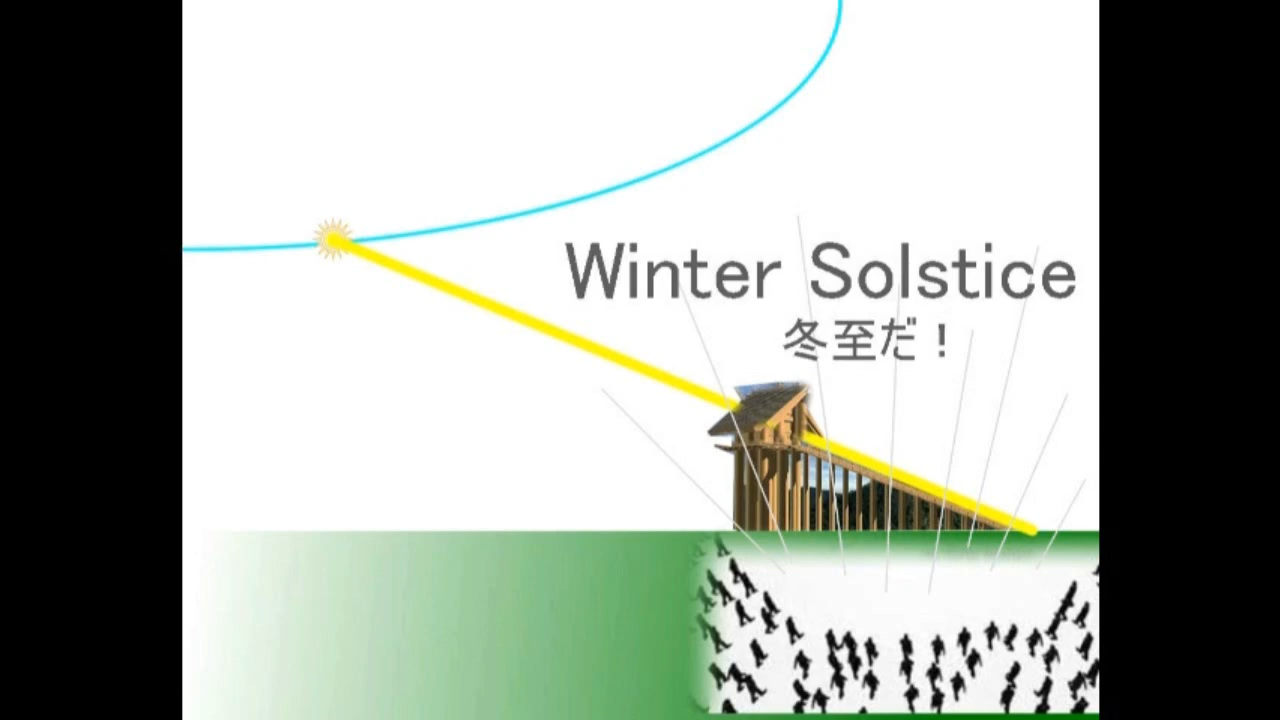 Winter Solstice
冬至だ！